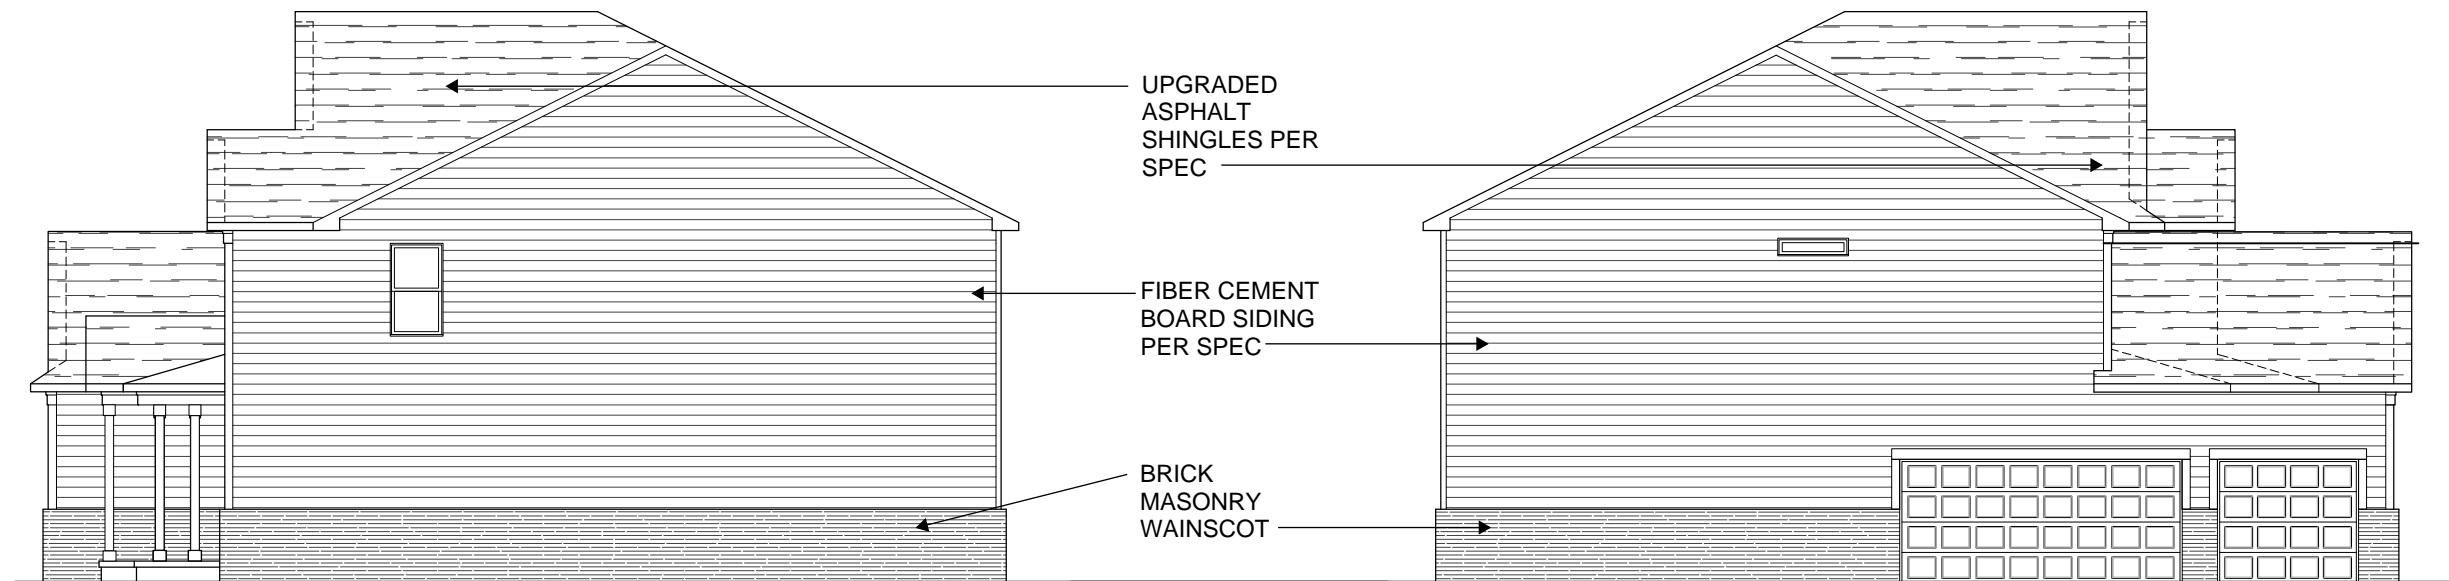 UPGRADED
ASPHALT
SHINGLES PER
SPEC
FIBER CEMENT
BOARD SIDING
PER SPEC
BRICK
MASONRY
WAINSCOT